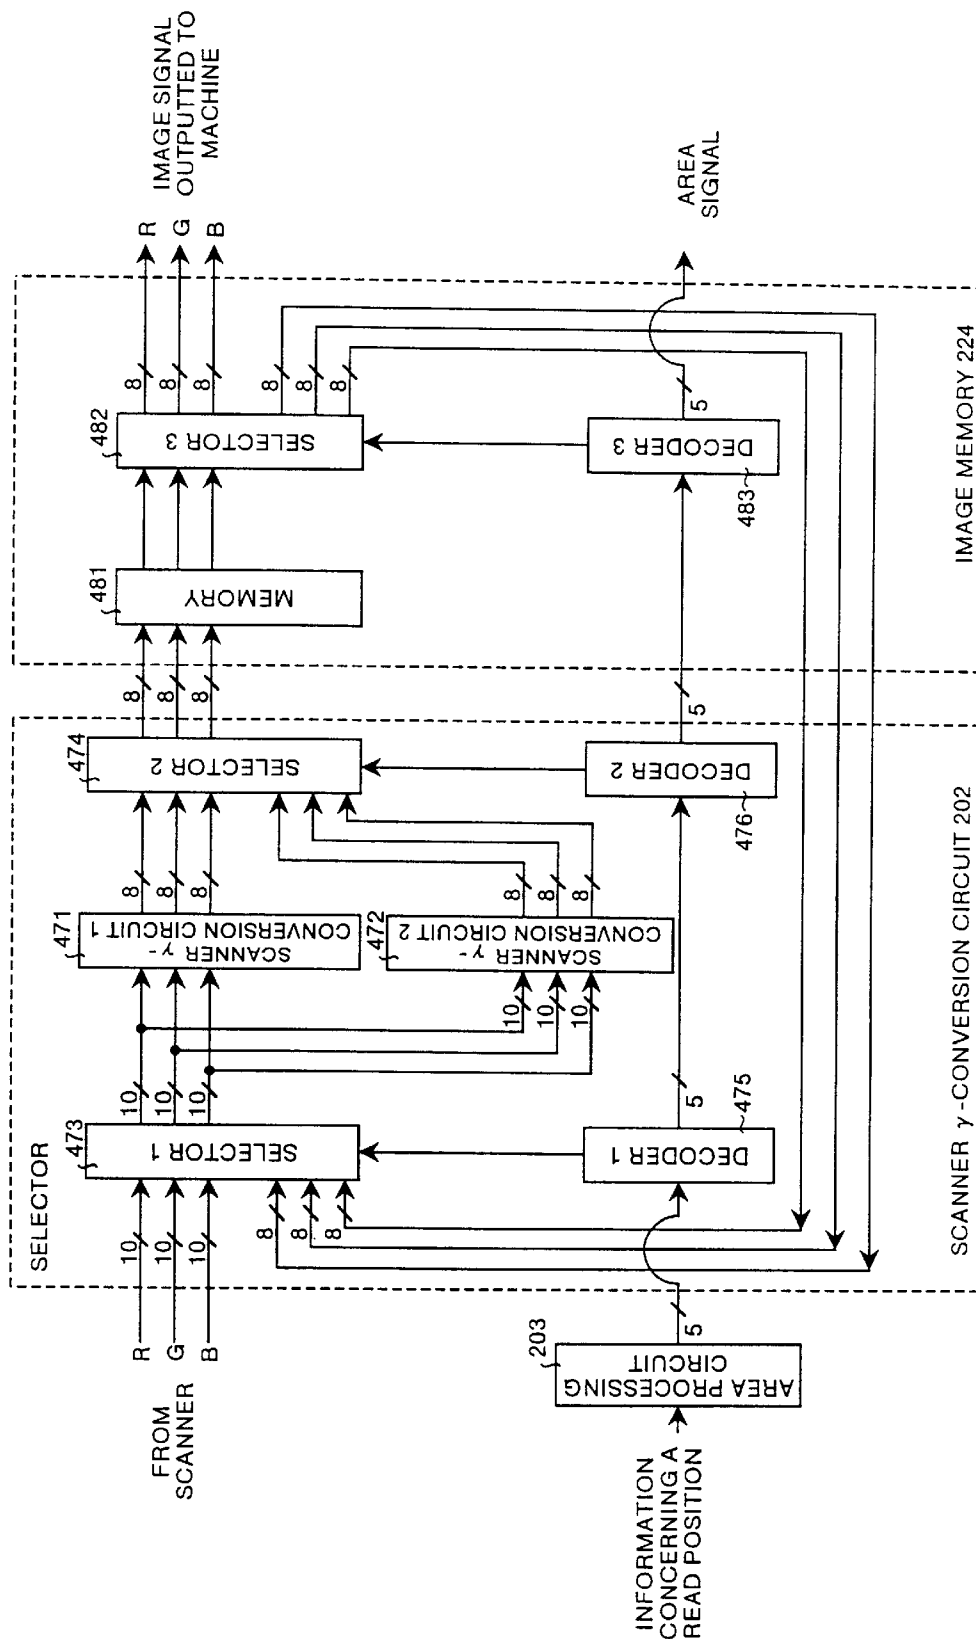 FROM
SCANNER
R
G
B
10
10
10
SELECTOR
473
SELECTOR 1
8
8
8
10
10
10
10
10
10
471
SCANNER γ-
CONVERSION CIRCUIT 1
472
SCANNER γ-
CONVERSION CIRCUIT 2
8
8
8
8
8
8
474
SELECTOR 2
8
8
8
481
MEMORY
482
SELECTOR 3
8
8
8
8
8
8
R
G
B
IMAGE SIGNAL
OUTPUTTED TO
MACHINE
INFORMATION
CONCERNING A
READ POSITION
203
AREA PROCESSING
CIRCUIT
5
DECODER 1
475
5
DECODER 2
476
5
DECODER 3
483
5
AREA
SIGNAL
SCANNER γ-CONVERSION CIRCUIT 202
IMAGE MEMORY 224